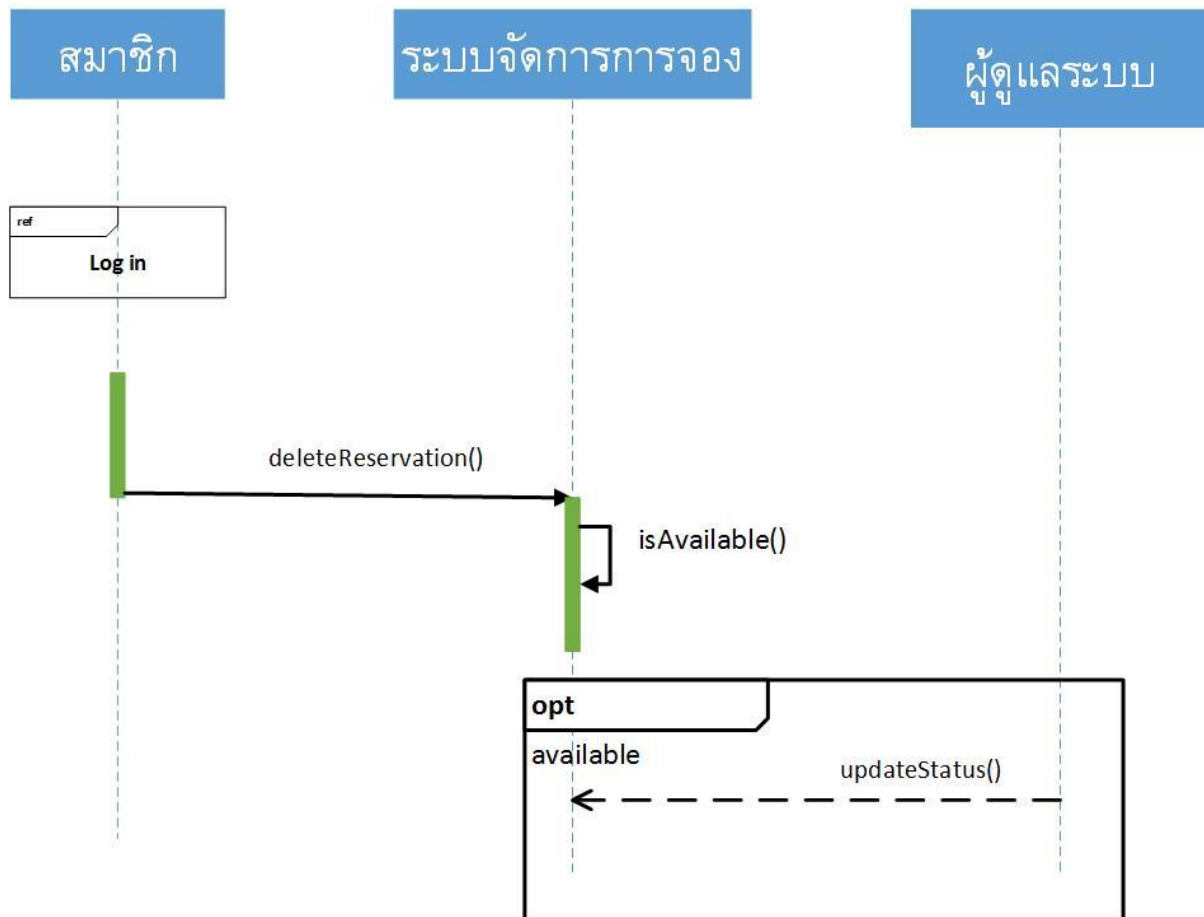 สมาชิก
ระบบจัดการการจอง
ผู้ดูแลระบบ
ref
Log in
deleteReservation()
isAvailable()
opt
available
updateStatus()